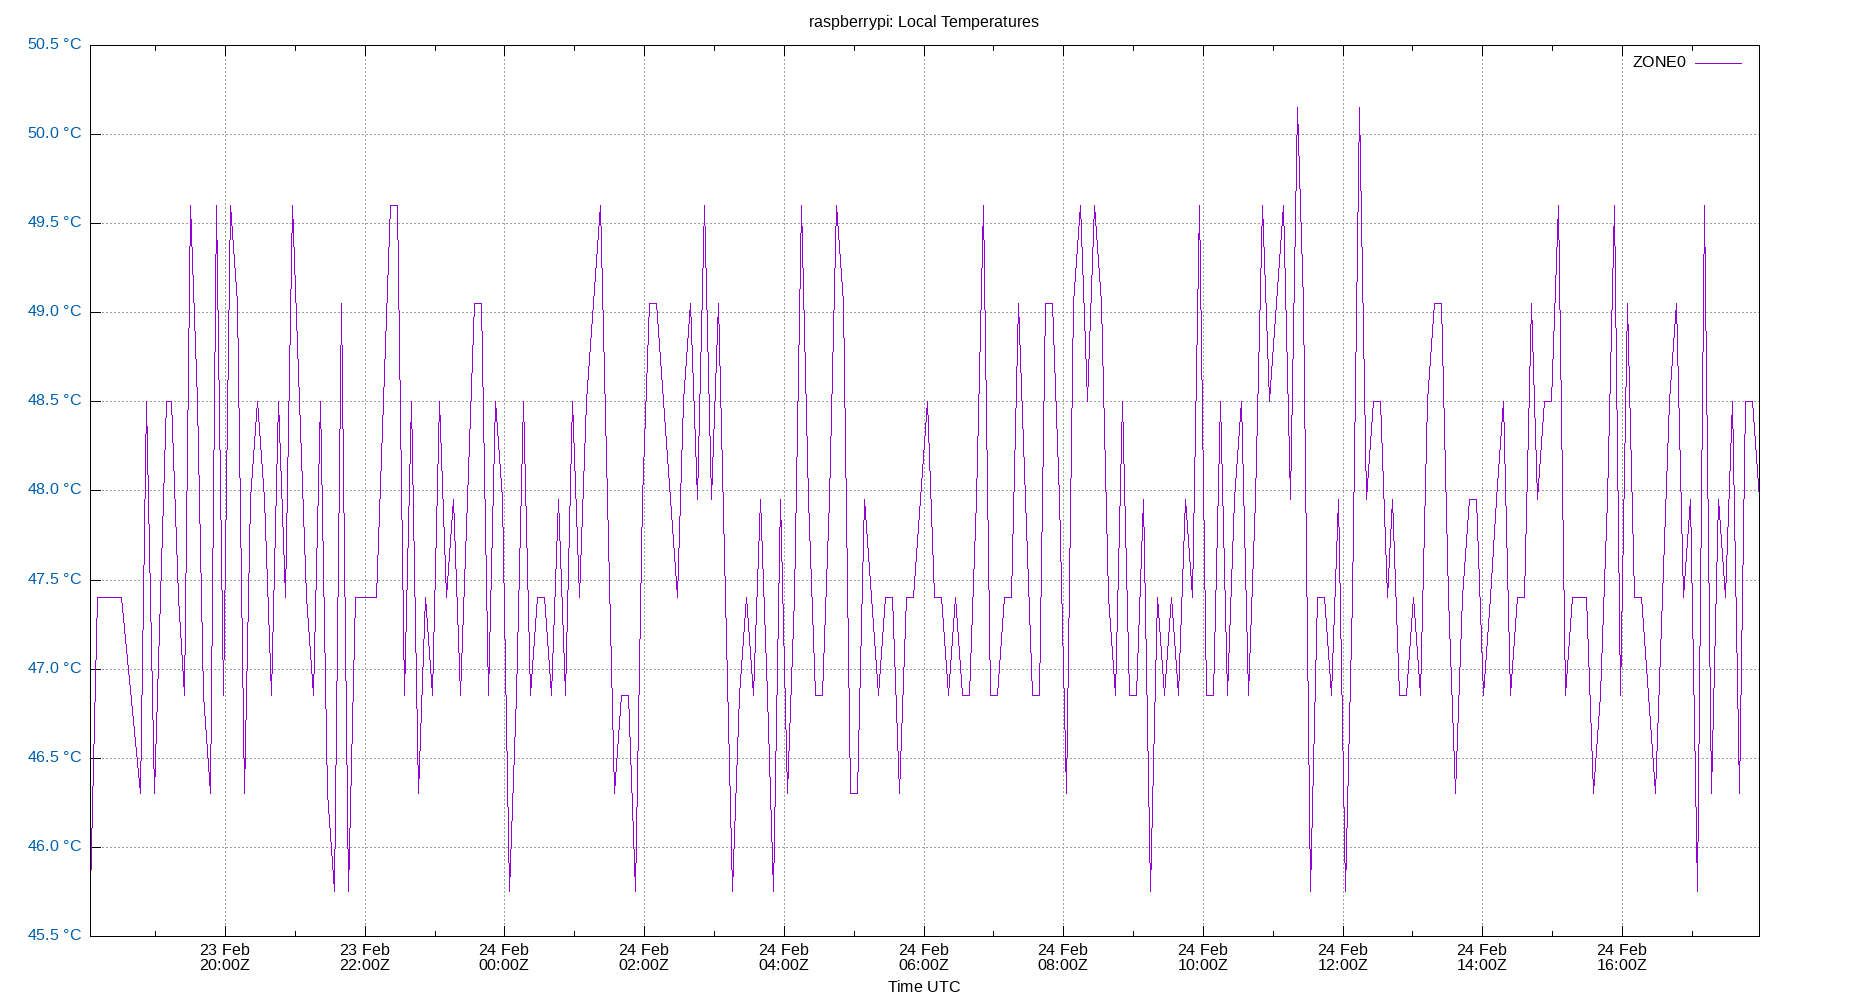 raspberrypi: Local Temperatures
50.5 °C
50.0 °C
49.5 °C
49.0 °C
48.5 °C
48.0 °C
47.5 °C
47.0 °C
46.5 °C
46.0 °C
45.5 °C
ZONE0
23 Feb
20:00Z
23 Feb
22:00Z
24 Feb
00:00Z
24 Feb
02:00Z
24 Feb
04:00Z
24 Feb
06:00Z
24 Feb
08:00Z
24 Feb
10:00Z
24 Feb
12:00Z
24 Feb
14:00Z
24 Feb
16:00Z
Time UTC